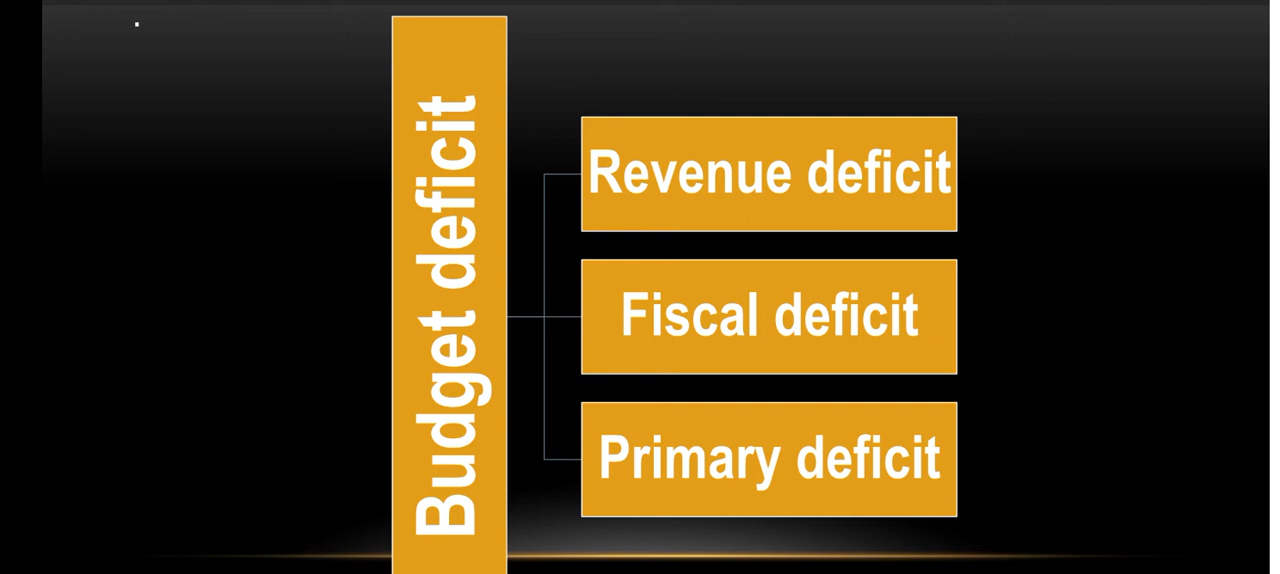 Budget deficit
Revenue deficit
Fiscal deficit
Primary deficit